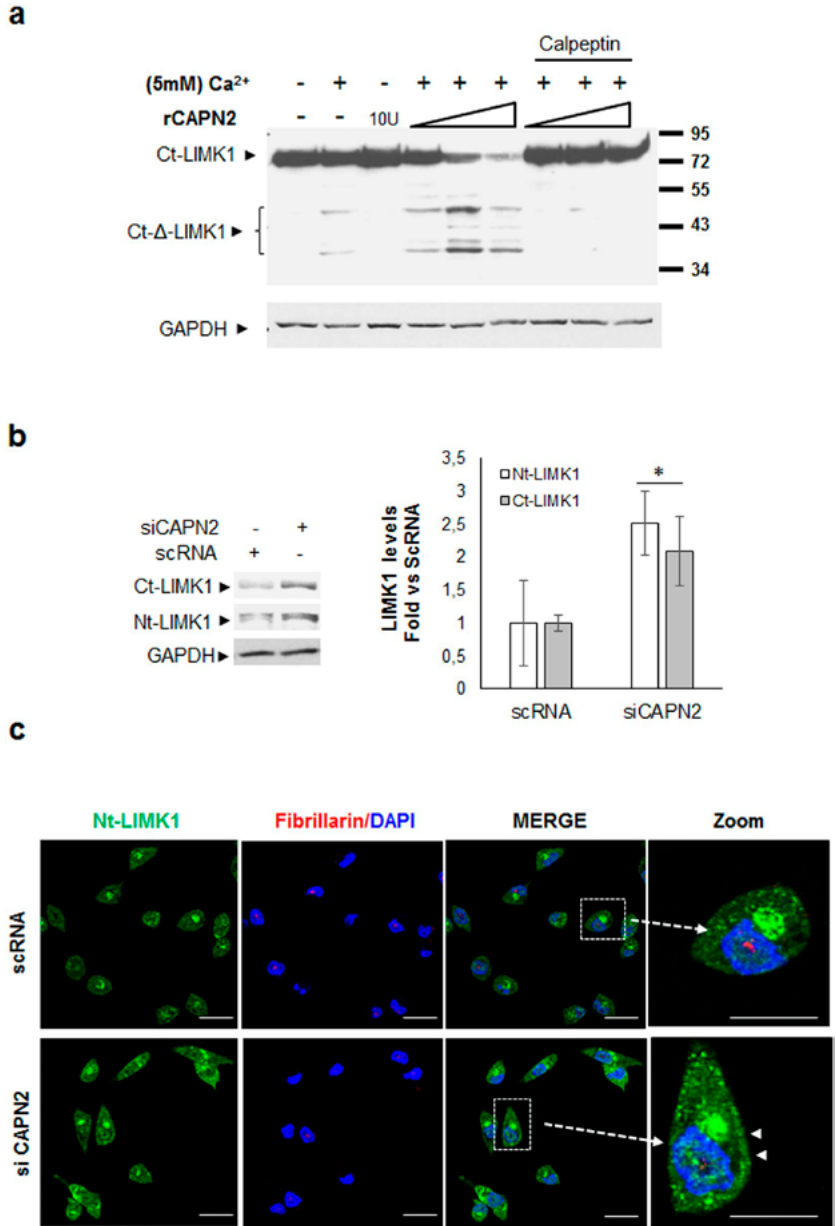 a
Calpeptin
(5mM) Ca²⁺ - + - + + + + + +
rCAPN2 - - 10U
Ct-LIMK1
Ct-Δ-LIMK1
95
72
55
43
34
GAPDH
b
siCAPN2 - +
scRNA + -
Ct-LIMK1
Nt-LIMK1
GAPDH
LIMK1 levels
Fold vs ScRNA
3,5
3
2,5
2
1,5
1
0,5
0
Nt-LIMK1
Ct-LIMK1
*
scRNA siCAPN2
c
Nt-LIMK1 Fibrillarin/DAPI MERGE Zoom
scRNA
si CAPN2